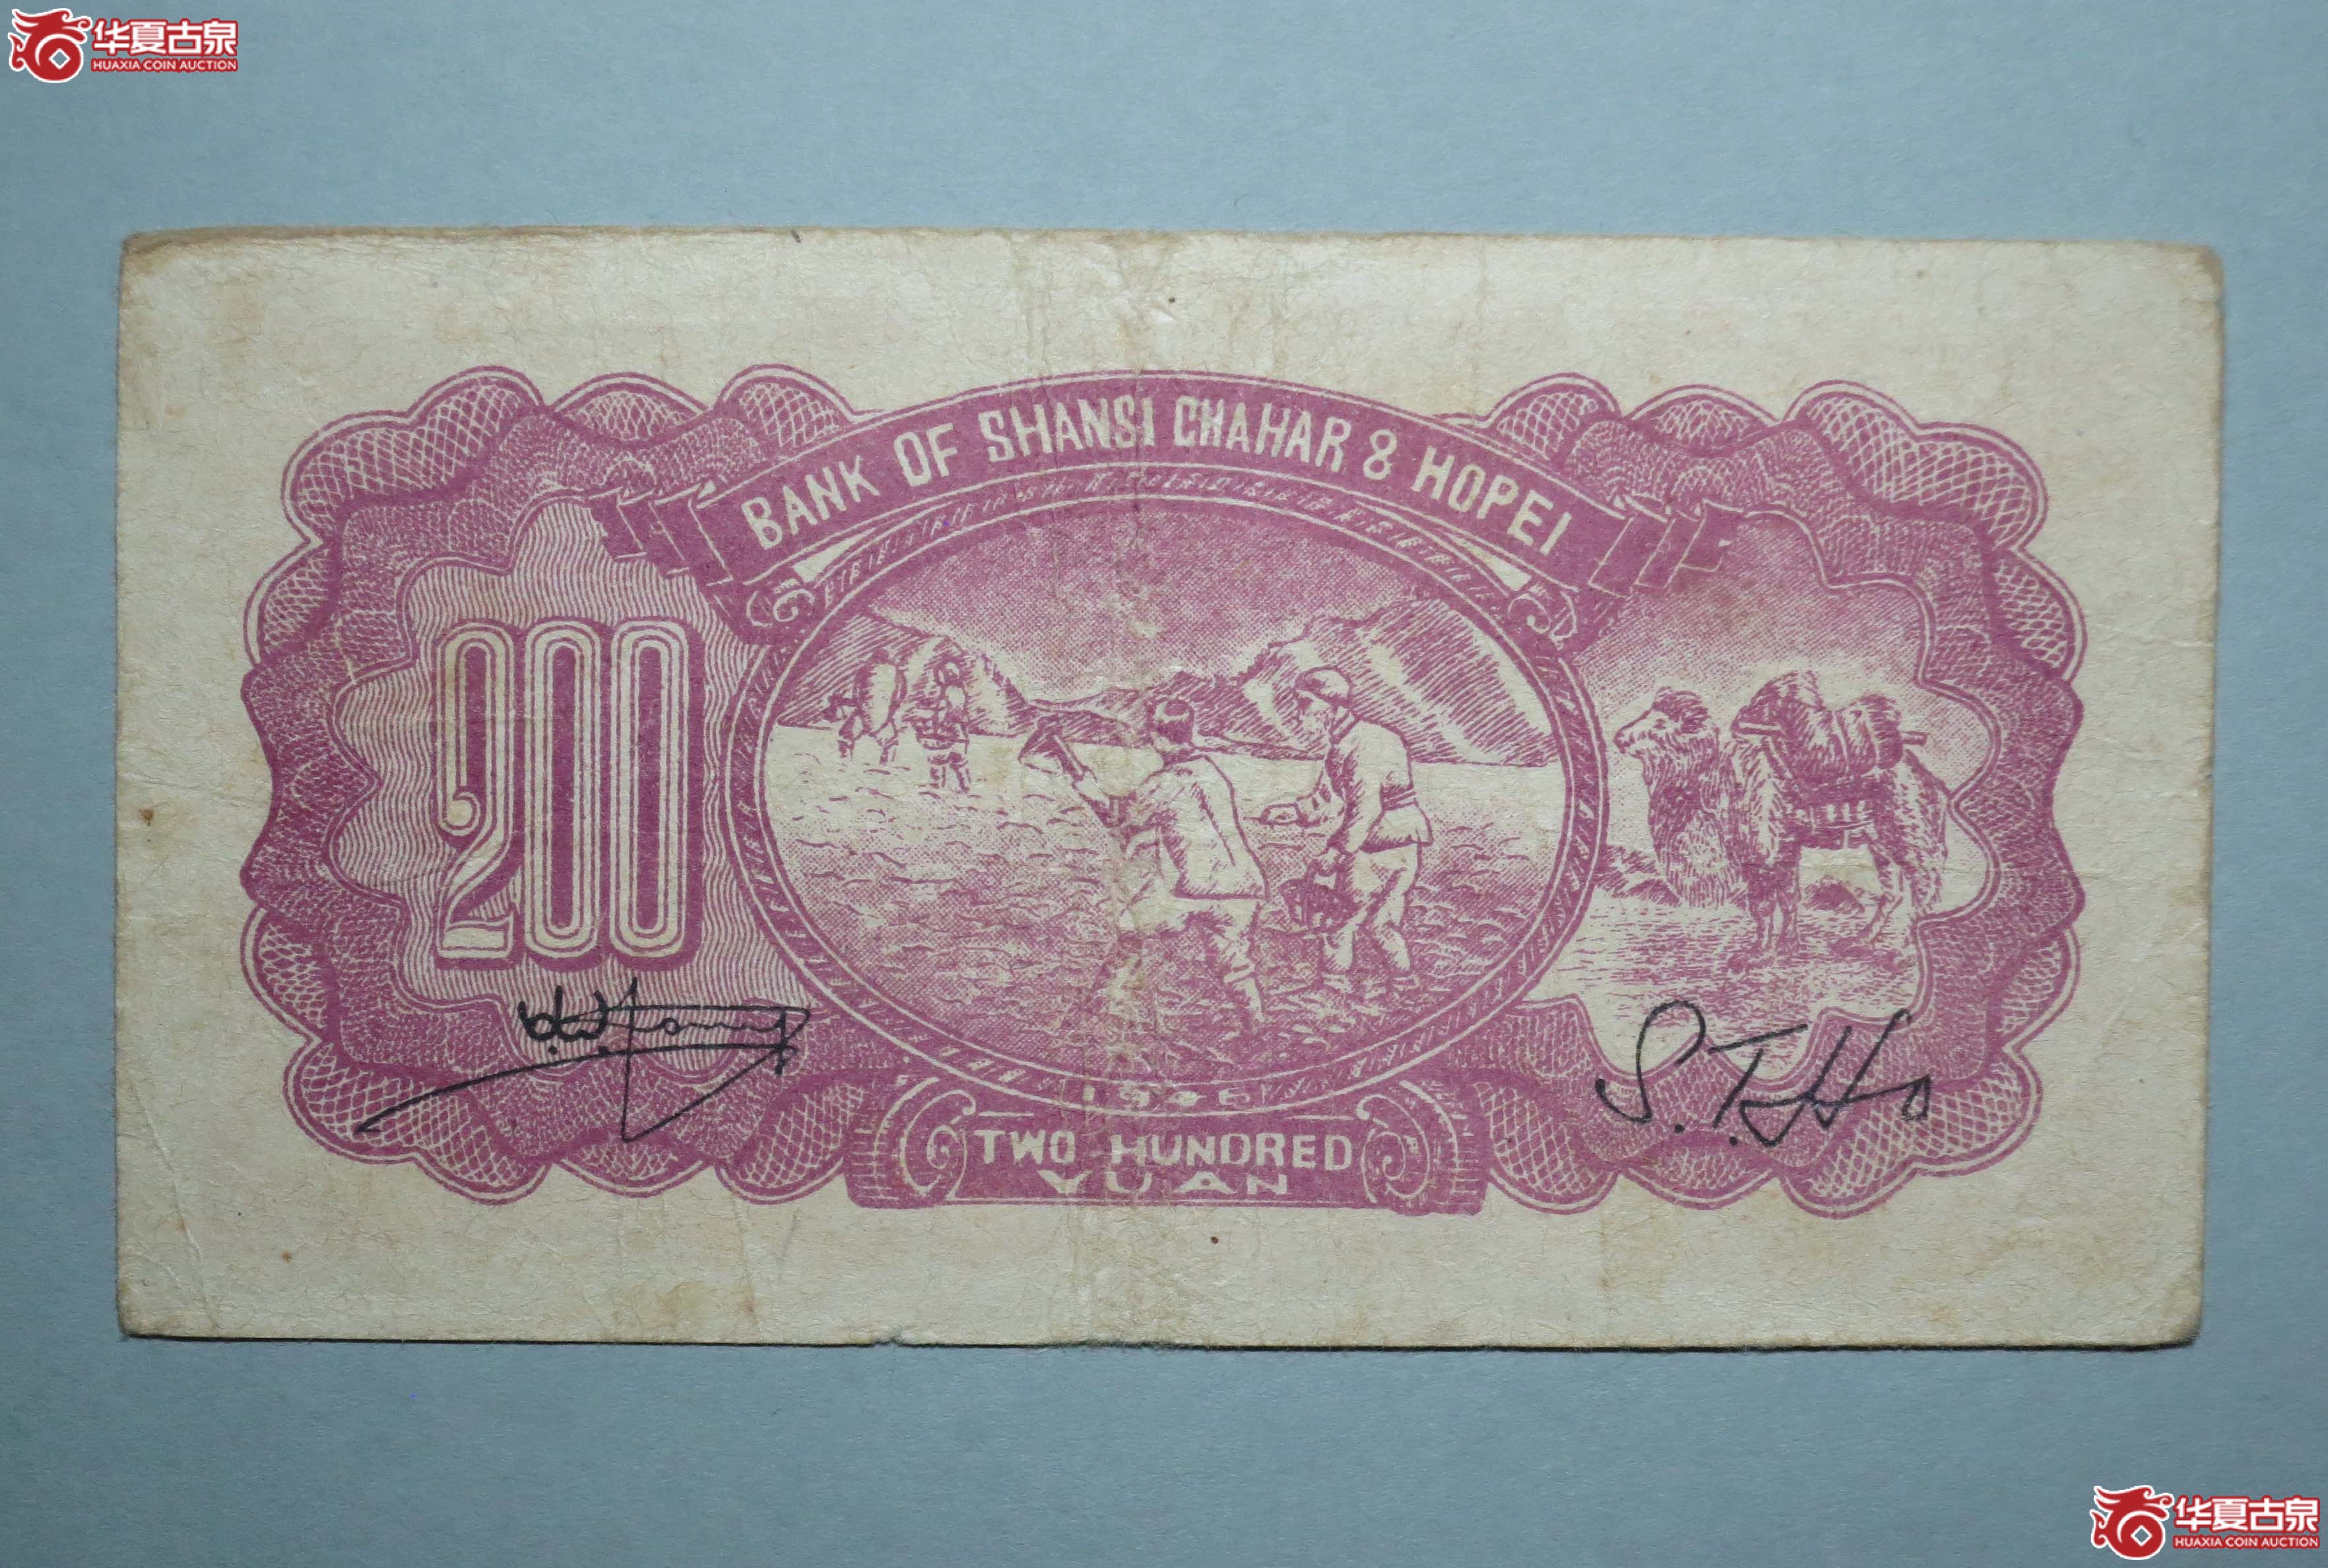 华夏古泉
HUAXIA COIN AUCTION
BANK OF SHANSI CHAHAR & HOPEI
200
S.T.Ho
TWO HUNDRED
YUAN
华夏古泉
HUAXIA COIN AUCTION